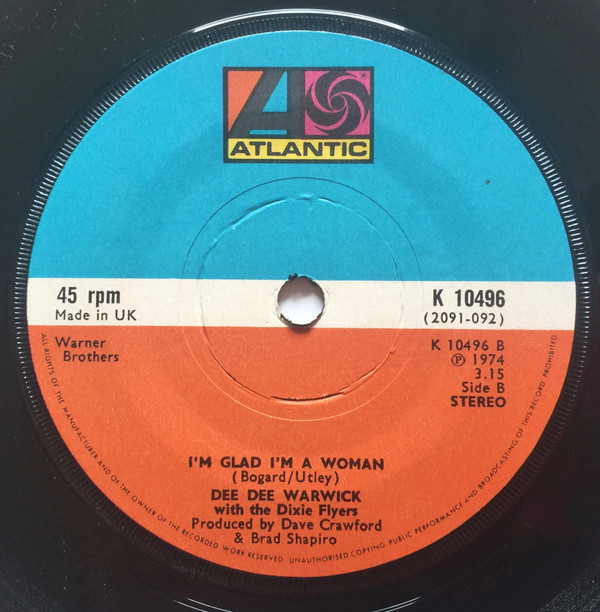 ATLANTIC
45 rpm
Made in UK
K 10496
(2091-092)
Warner
Brothers
K 10496 B
℗ 1974
3.15
Side B
STEREO
I'M GLAD I'M A WOMAN
(Bogard/Utley)
DEE DEE WARWICK
with the Dixie Flyers
Produced by Dave Crawford
& Brad Shapiro
ALL RIGHTS OF THE MANUFACTURER AND OF THE OWNER OF THE RECORDED WORK RESERVED. UNAUTHORISED COPYING PUBLIC PERFORMANCE AND BROADCASTING OF THIS RECORD PROHIBITED